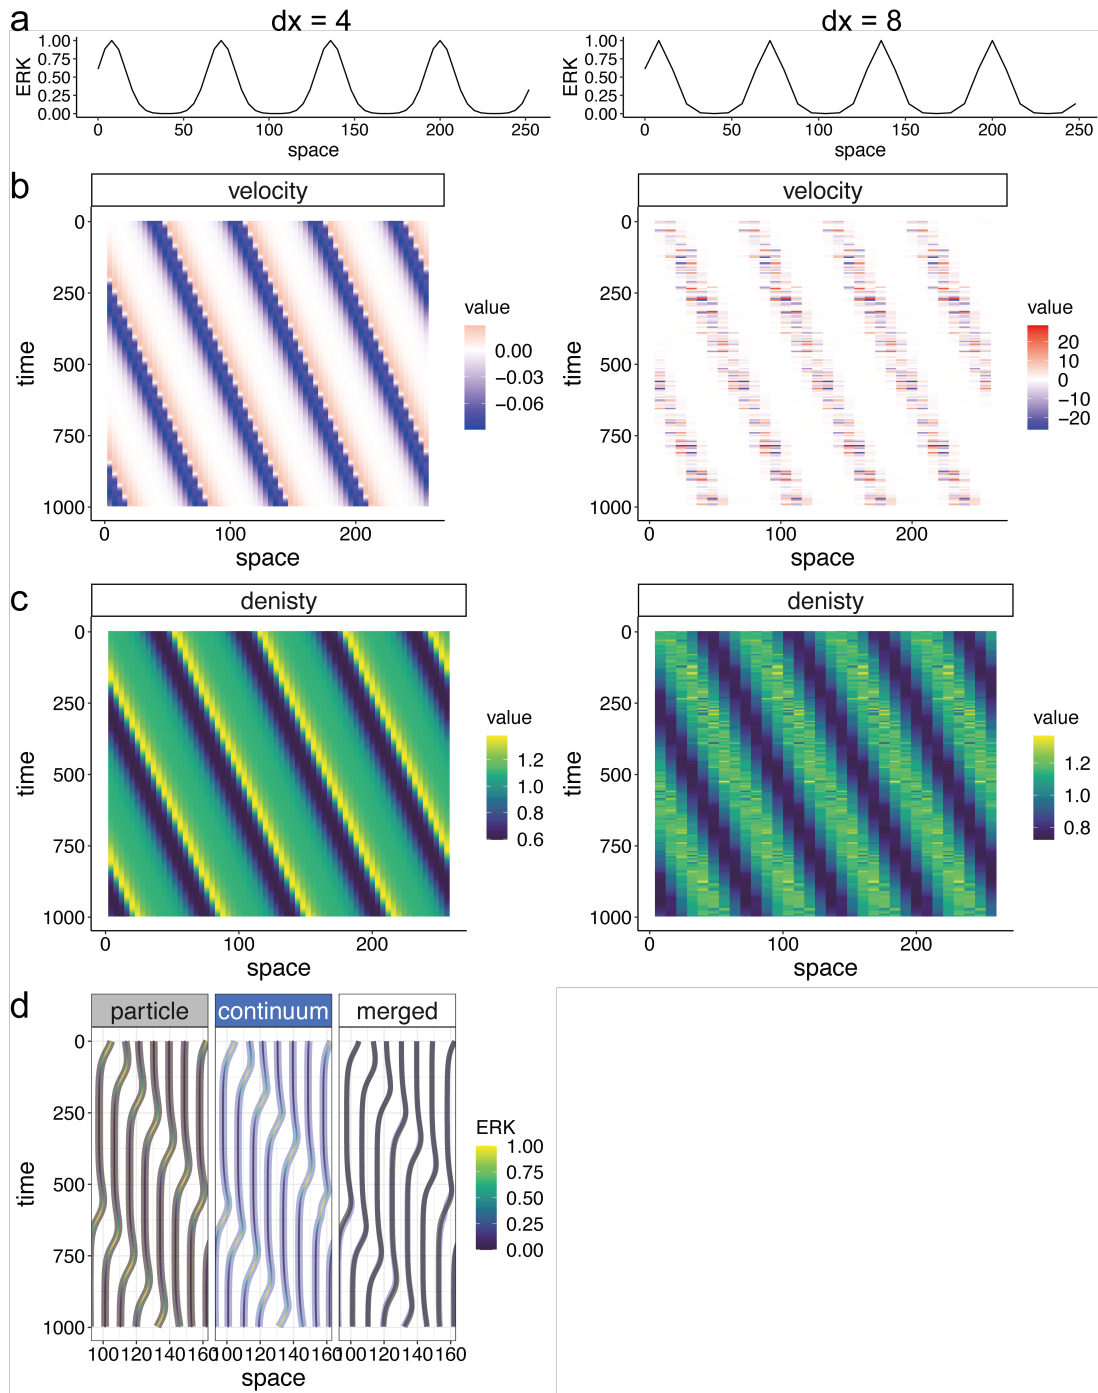 a
dx = 4
dx = 8
ERK
1.00
0.75
0.50
0.25
0.00
0 50 100 150 200 250
space
ERK
1.00
0.75
0.50
0.25
0.00
0 50 100 150 200 250
space
b
velocity
time
0
250
500
750
1000
0 100 200
space
value
0.00
−0.03
−0.06
velocity
time
0
250
500
750
1000
0 100 200
space
value
20
10
0
−10
−20
c
denisty
time
0
250
500
750
1000
0 100 200
space
value
1.2
1.0
0.8
0.6
denisty
time
0
250
500
750
1000
0 100 200
space
value
1.2
1.0
0.8
d
particle continuum merged
time
0
250
500
750
1000
100 120 140 160 100 120 140 160 100 120 140 160
space
ERK
1.00
0.75
0.50
0.25
0.00